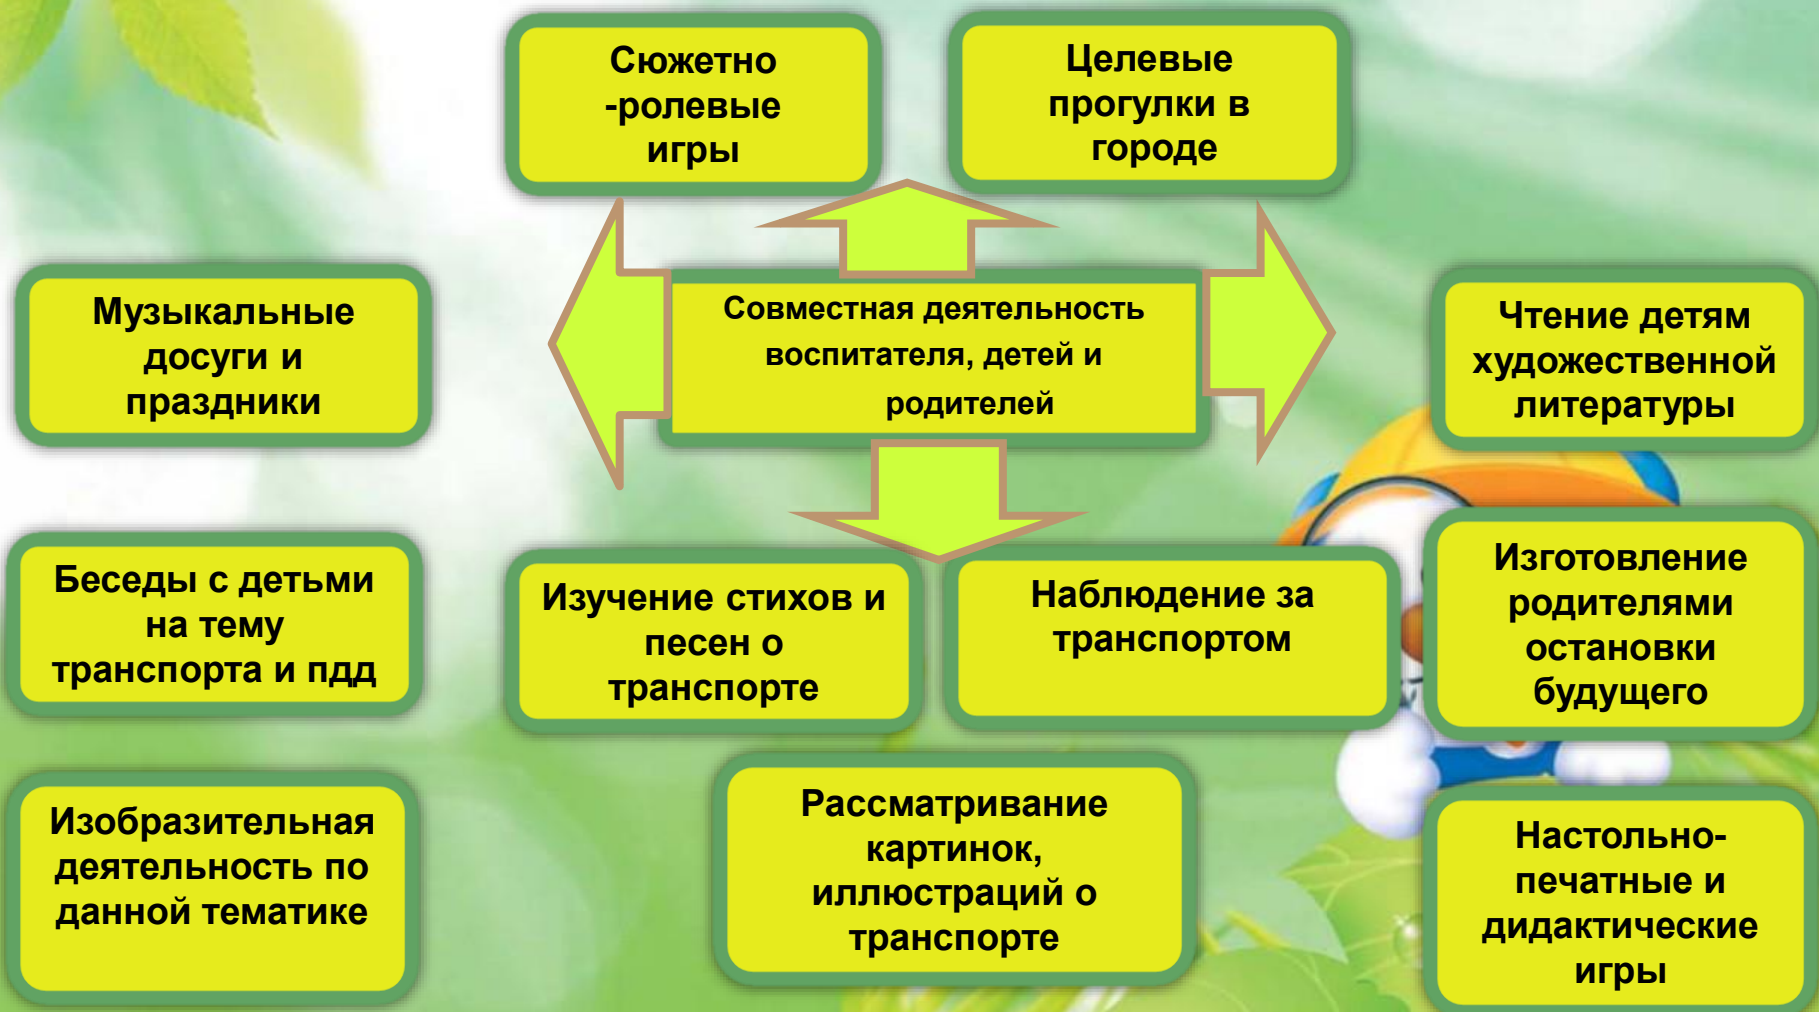 Сюжетно
-ролевые
игры
Целевые
прогулки в
городе
Музыкальные
досуги и
праздники
Совместная деятельность
воспитателя, детей и
родителей
Чтение детям
художественной
литературы
Беседы с детьми
на тему
транспорта и пдд
Изучение стихов и
песен о
транспорте
Наблюдение за
транспортом
Изготовление
родителями
остановки
будущего
Изобразительная
деятельность по
данной тематике
Рассматривание
картинок,
иллюстраций о
транспорте
Настольно-
печатные и
дидактические
игры